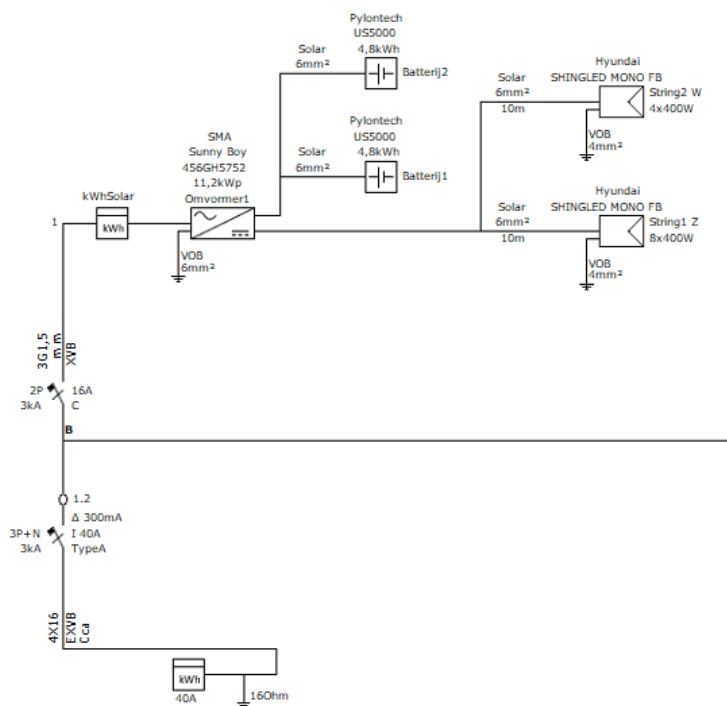 Pylontech
US5000
4,8kWh
Solar
6mm²
Batterij2
Hyundai
SHINGLED MONO FB
Solar
6mm²
10m
String2 W
4x400W
VOB
4mm²
Pylontech
US5000
4,8kWh
Solar
6mm²
Batterij1
SMA
Sunny Boy
456GH5752
11,2kWp
Omvormer1
kWhSolar
kWh
1
VOB
6mm²
Hyundai
SHINGLED MONO FB
Solar
6mm²
10m
String1 Z
8x400W
VOB
4mm²
3G1,5
mm
XVB
2P
3kA
16A
C
B
1.2
Δ 300mA
3P+N
3kA
I 40A
TypeA
4X16
EXVB
Cca
kWh
40A
16Ohm